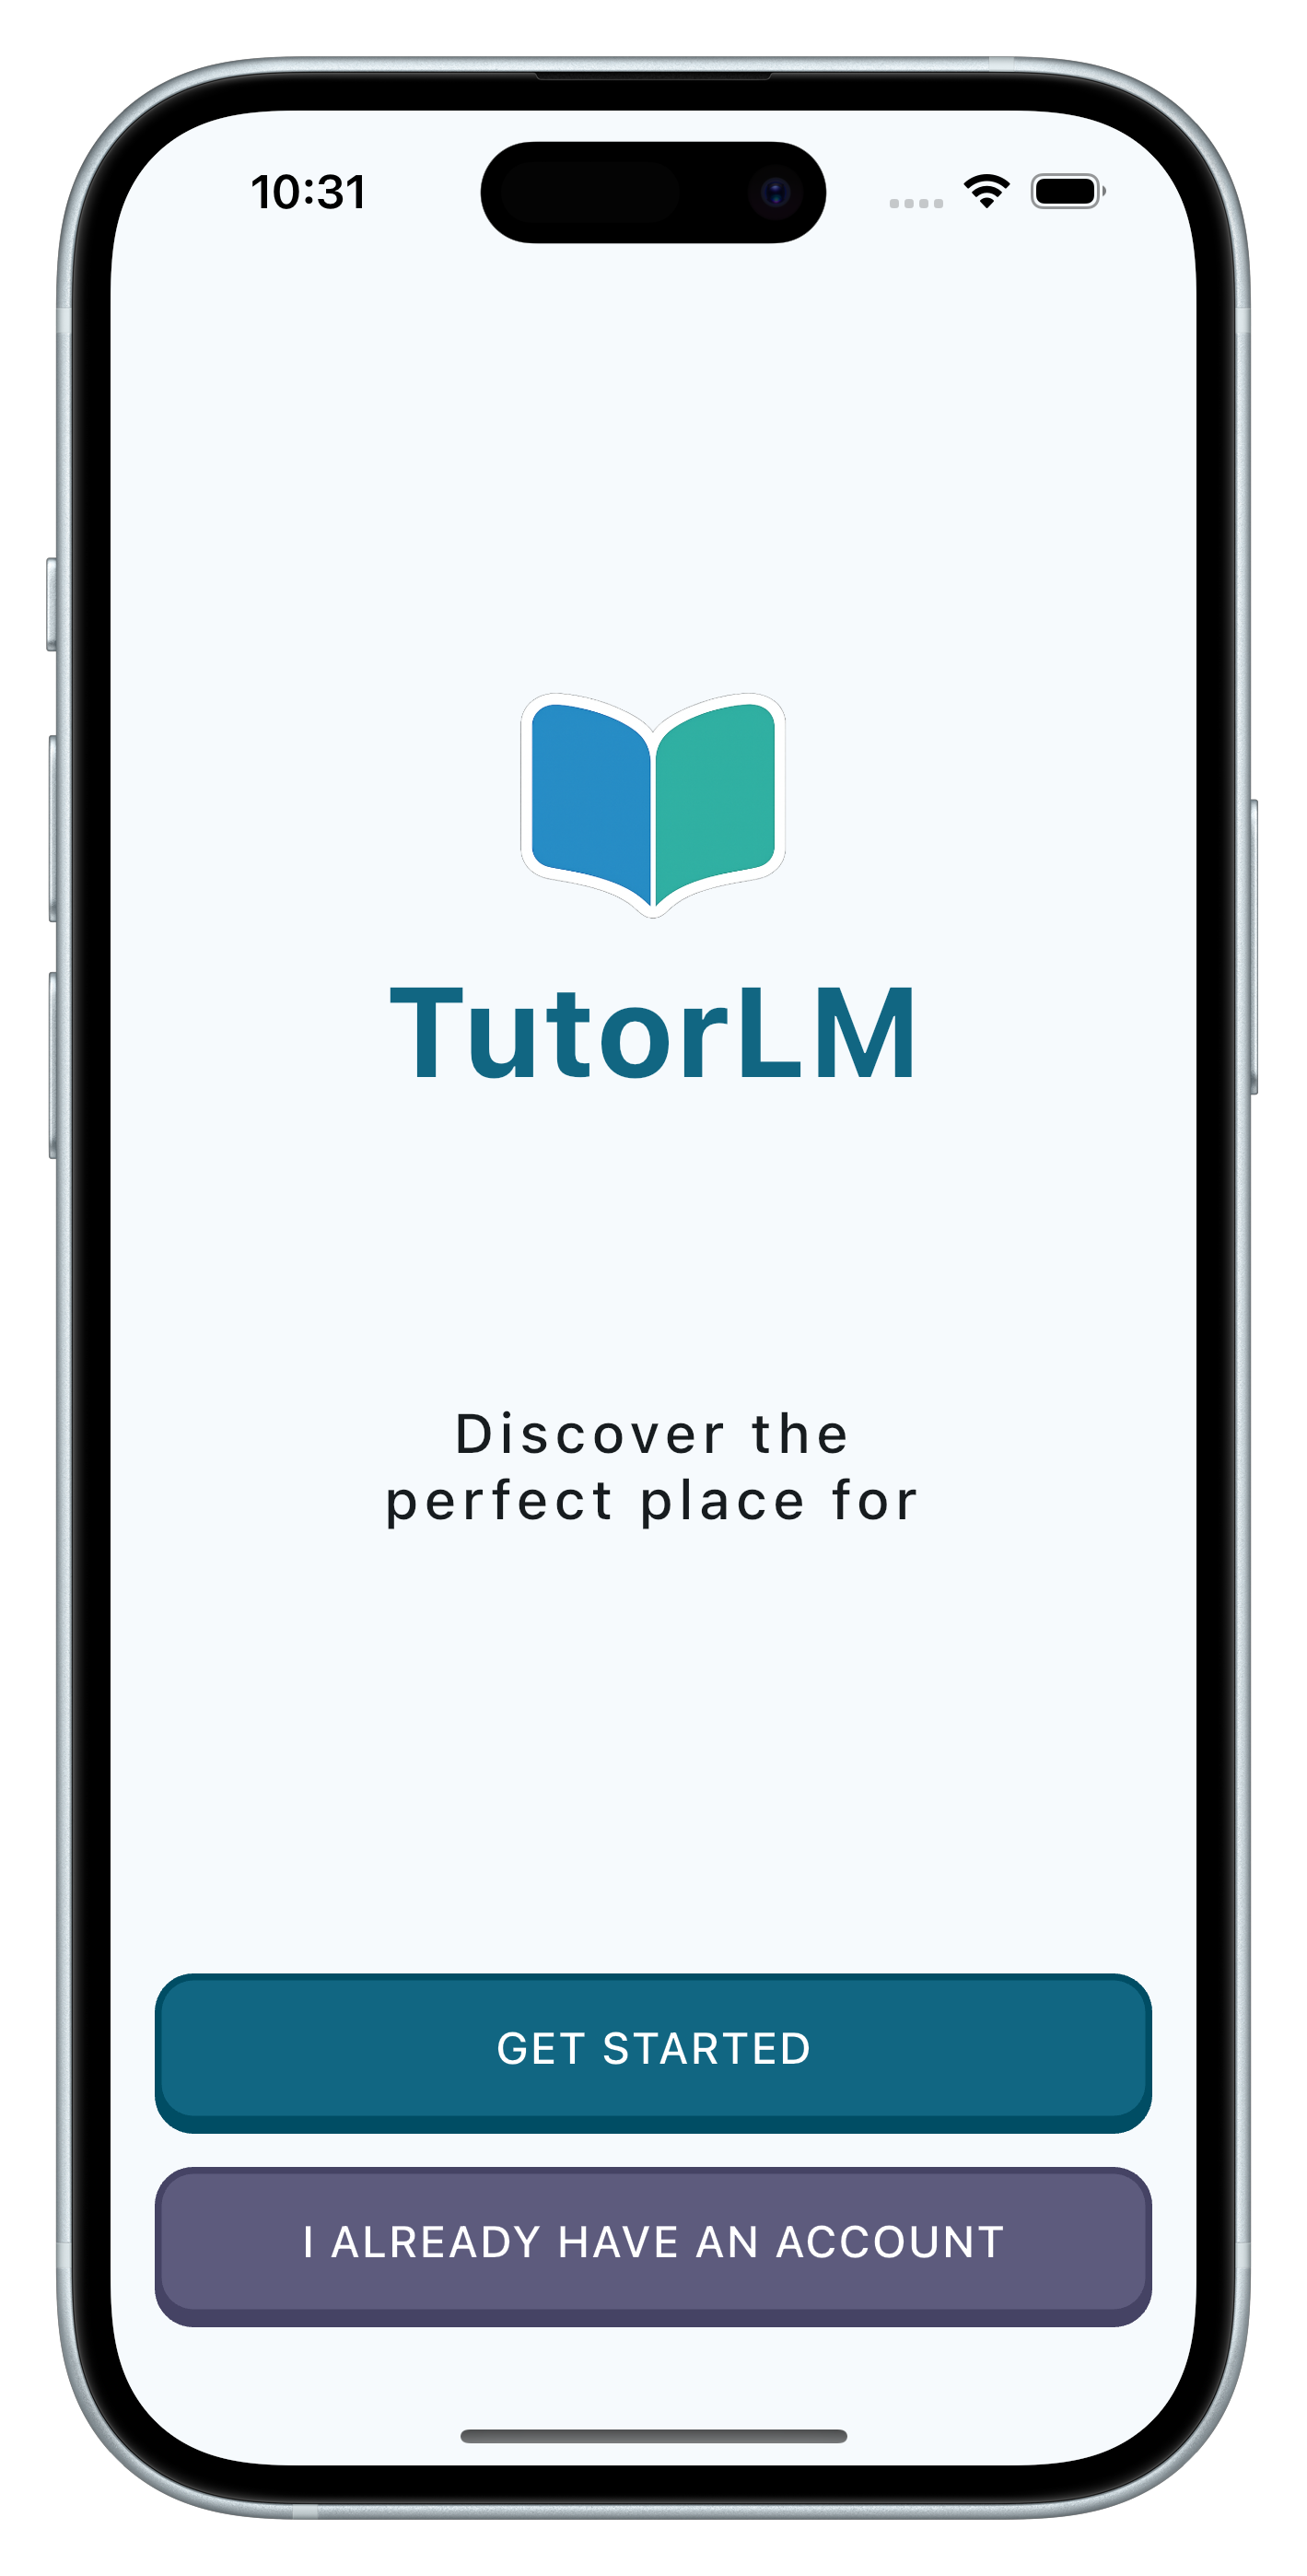 10:31
TutorLM
Discover the
perfect place for
GET STARTED
I ALREADY HAVE AN ACCOUNT